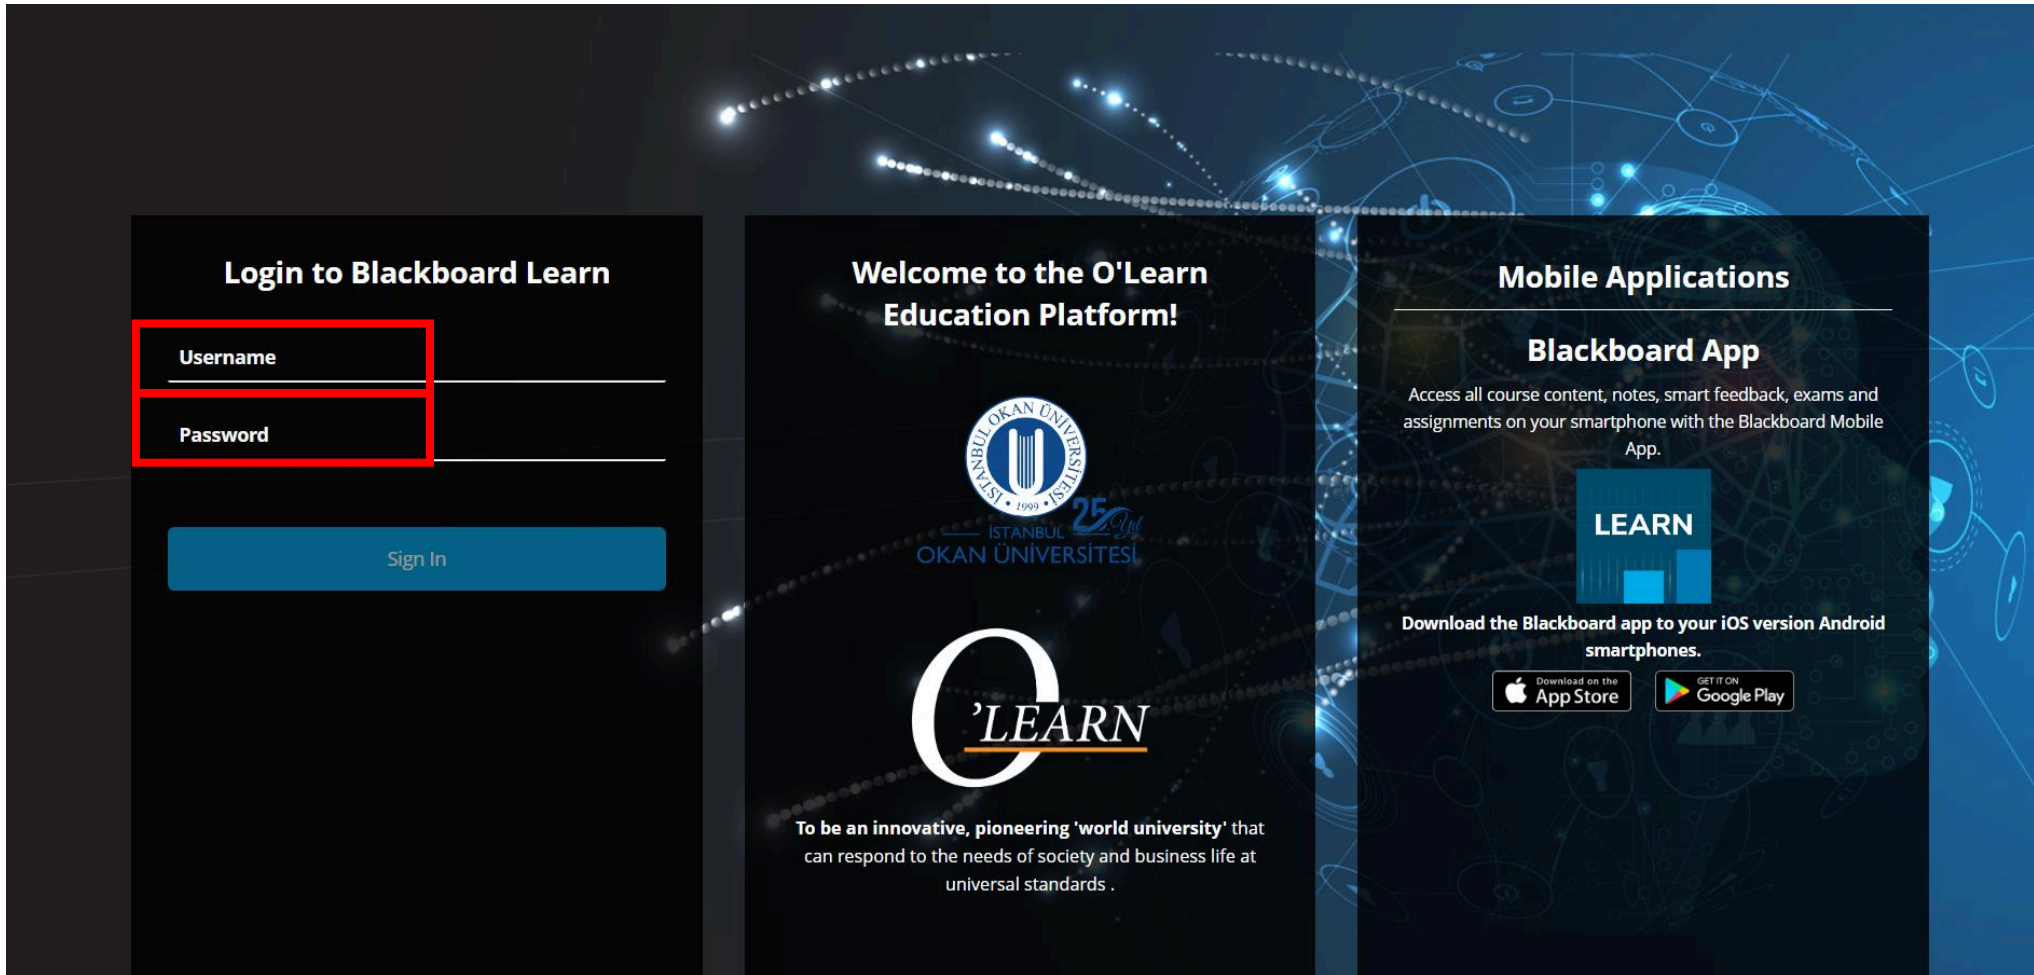 Login to Blackboard Learn
Username
Password
Sign In
Welcome to the O'Learn
Education Platform!
İSTANBUL OKAN ÜNİVERSİTESİ
1999
25.Yıl
İSTANBUL
OKAN ÜNİVERSİTESİ
O'LEARN
To be an innovative, pioneering 'world university' that
can respond to the needs of society and business life at
universal standards .
Mobile Applications
Blackboard App
Access all course content, notes, smart feedback, exams and
assignments on your smartphone with the Blackboard Mobile
App.
LEARN
Download the Blackboard app to your iOS version Android
smartphones.
Download on the
App Store
GET IT ON
Google Play